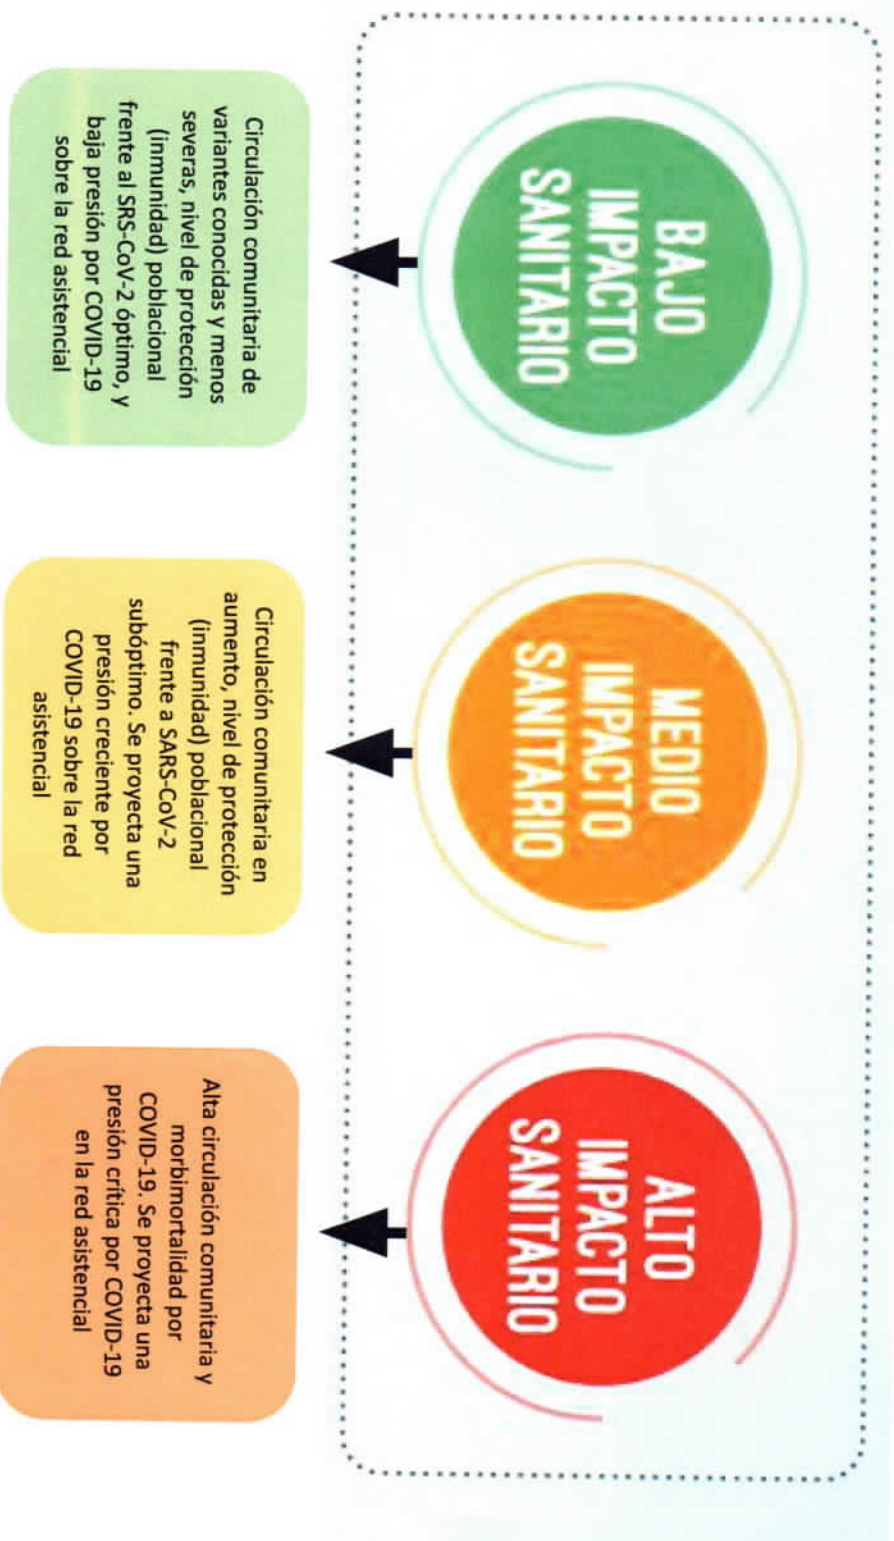 BAJO
IMPACTO
SANITARIO
Circulación comunitaria de
variantes conocidas y menos
severas, nivel de protección
(inmunidad) poblacional
frente al SRS-CoV-2 óptimo, y
baja presión por COVID-19
sobre la red asistencial
MEDIO
IMPACTO
SANITARIO
Circulación comunitaria en
aumento, nivel de protección
(inmunidad) poblacional
frente a SARS-CoV-2
subóptimo. Se proyecta una
presión creciente por
COVID-19 sobre la red
asistencial
ALTO
IMPACTO
SANITARIO
Alta circulación comunitaria y
morbimortalidad por
COVID-19. Se proyecta una
presión crítica por COVID-19
en la red asistencial